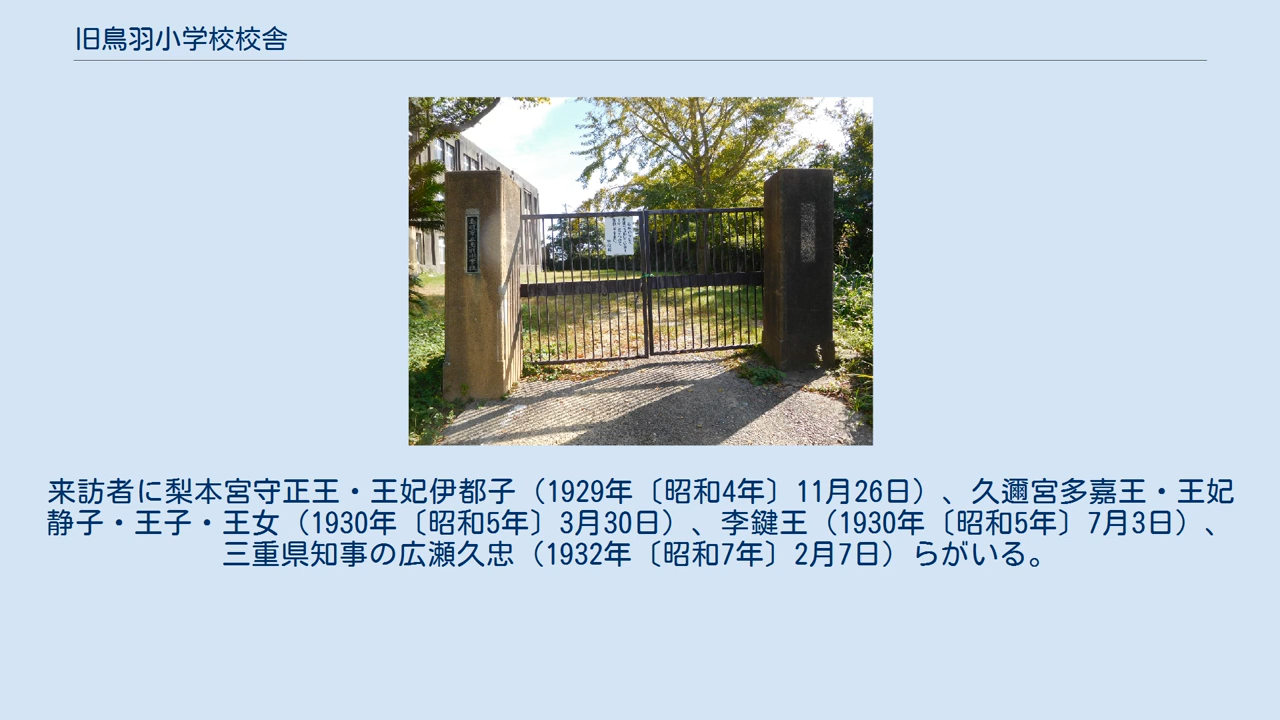 旧鳥羽小学校校舎
来訪者に梨本宮守正王・王妃伊都子（1929年〔昭和4年〕11月26日）、久邇宮多嘉王・王妃
静子・王子・王女（1930年〔昭和5年〕3月30日）、李鍵王（1930年〔昭和5年〕7月3日）、
三重県知事の広瀬久忠（1932年〔昭和7年〕2月7日）らがいる。